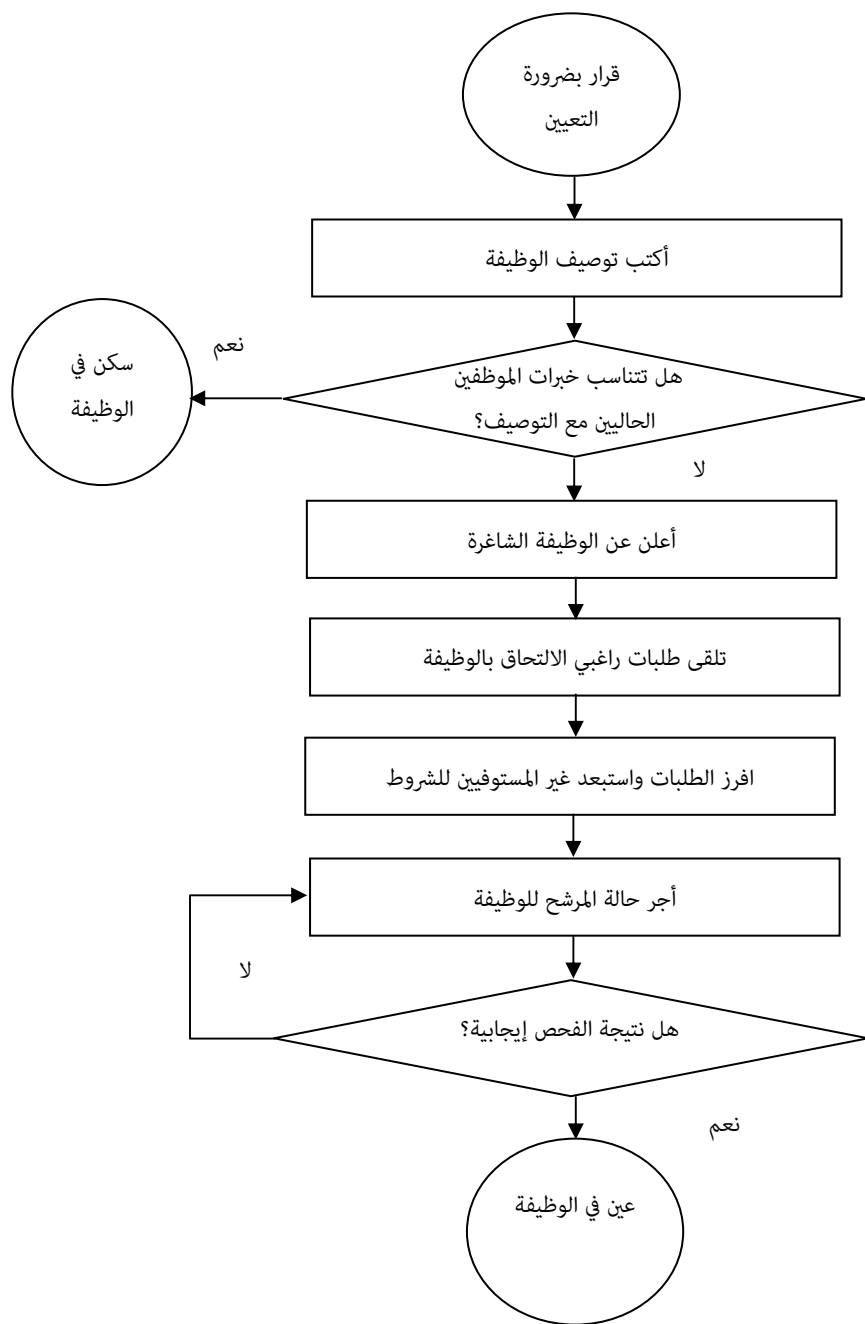 قرار بضرورة
التعيين
أكتب توصيف الوظيفة
هل تتناسب خبرات الموظفين
الحاليين مع التوصيف؟
نعم
سكن في
الوظيفة
لا
أعلن عن الوظيفة الشاغرة
تلقى طلبات راغبي الالتحاق بالوظيفة
افرز الطلبات واستبعد غير المستوفيين للشروط
أجر حالة المرشح للوظيفة
لا
هل نتيجة الفحص إيجابية؟
نعم
عين في الوظيفة